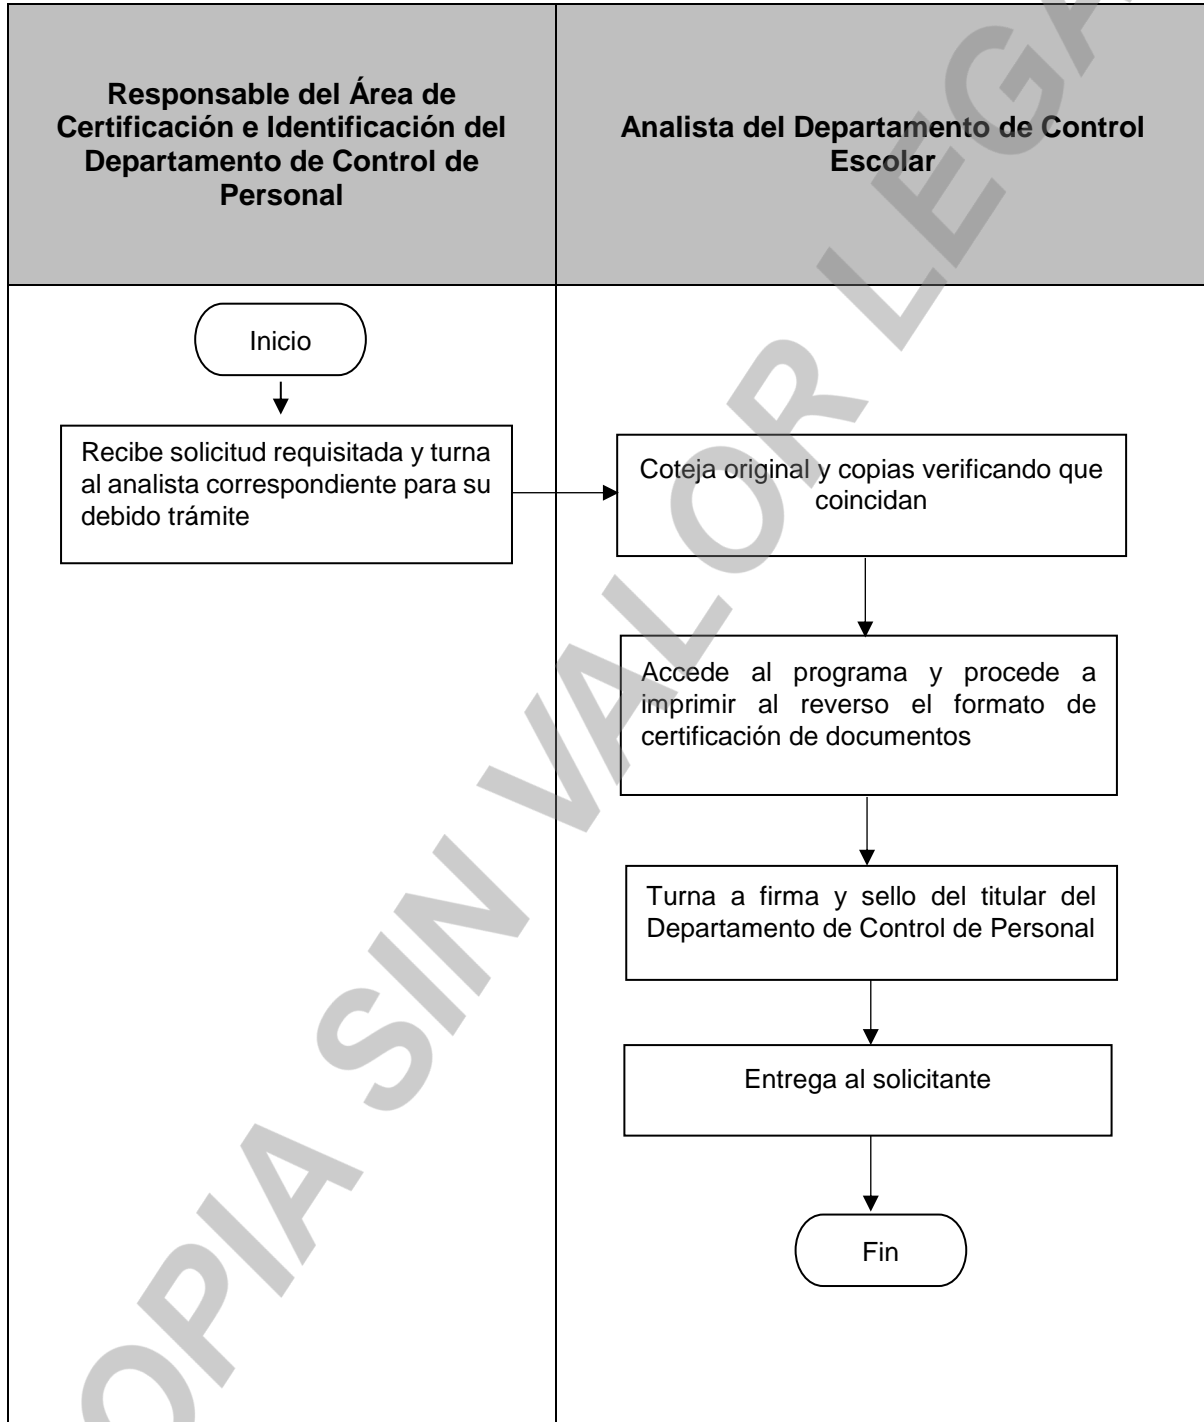 Responsable del Área de
Certificación e Identificación del
Departamento de Control de
Personal
Analista del Departamento de Control
Escolar
Inicio
Recibe solicitud requisitada y turna
al analista correspondiente para su
debido trámite
Coteja original y copias verificando que
coincidan
Accede al programa y procede a
imprimir al reverso el formato de
certificación de documentos
Turna a firma y sello del titular del
Departamento de Control de Personal
Entrega al solicitante
Fin
OPIA SIN VALOR LEGA